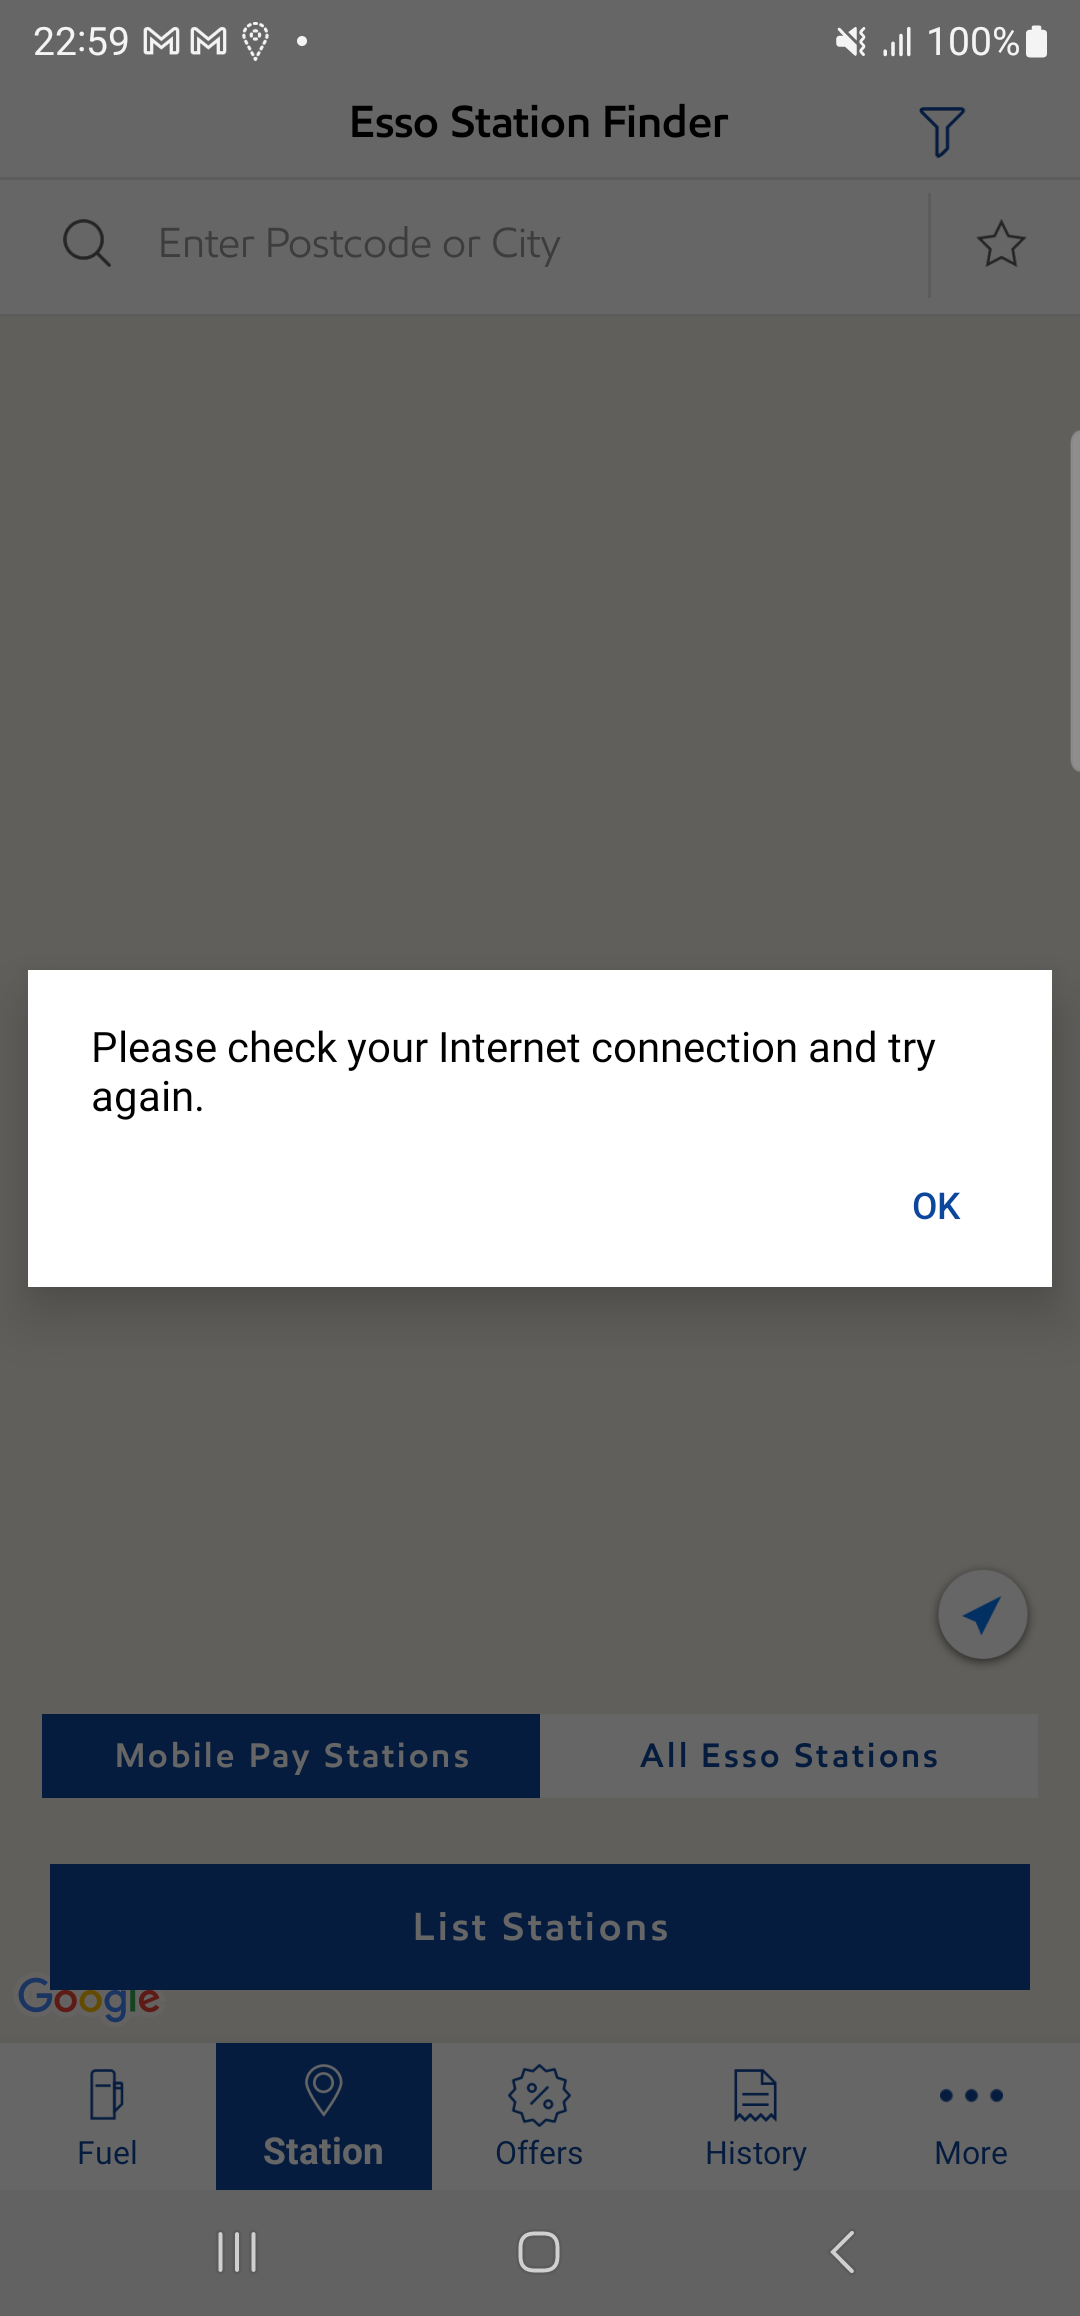 22:59
100%
Esso Station Finder
Enter Postcode or City
Please check your Internet connection and try
again.
OK
Mobile Pay Stations
All Esso Stations
List Stations
Google
Fuel
Station
Offers
History
More